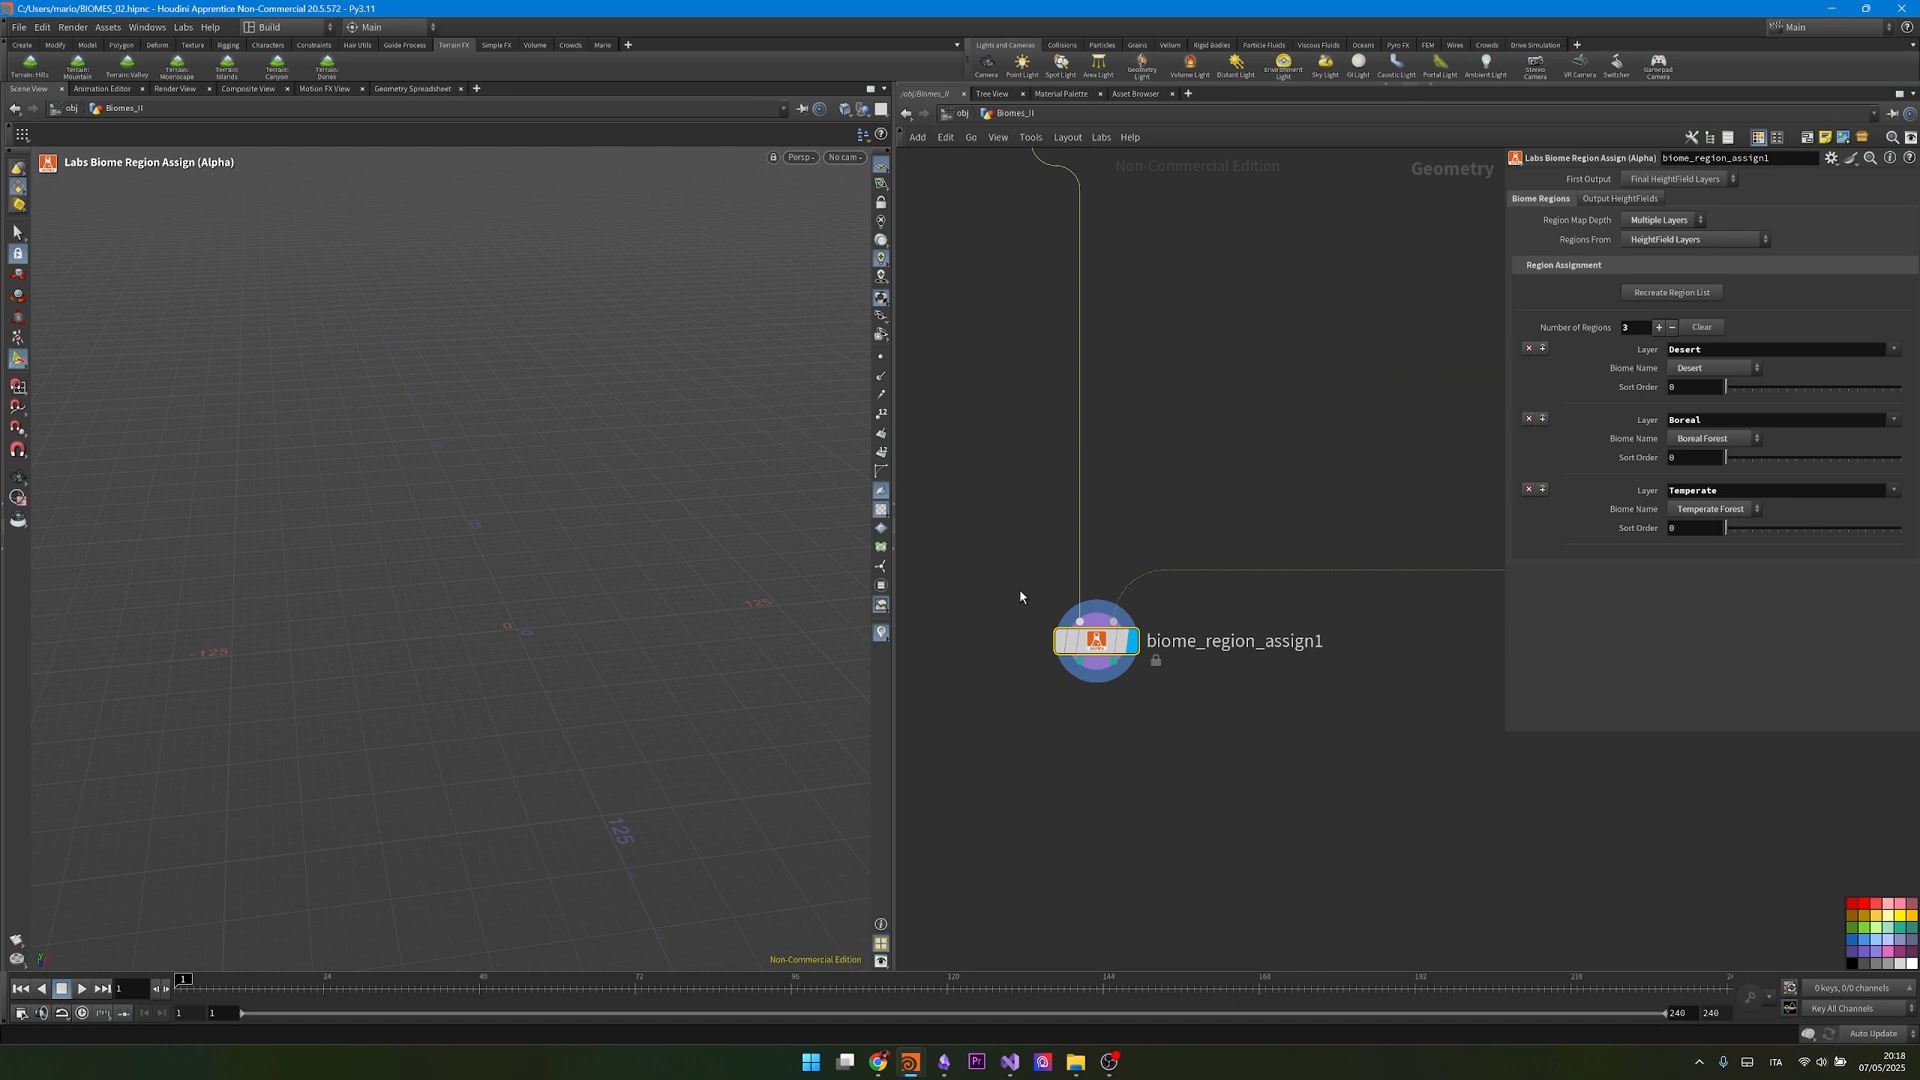 C:/Users/mario/BIOMES_02.hipnc - Houdini Apprentice Non-Commercial 20.5.572 - Py3.11
File Edit Render Assets Windows Labs Help Build Main Main
Create Modify Model Polygon Deform Texture Rigging Characters Constraints Hair Utils Guide Process Terrain FX Simple FX Volume Crowds Mario
Lights and Cameras Collisions Particles Grains Vellum Rigid Bodies Particle Fluids Viscous Fluids Oceans Pyro FX FEM Wires Crowds Drive Simulation
Terrain: Hills Terrain: Mountain Terrain: Valley Terrain: Moonscape Terrain: Islands Terrain: Canyon Terrain: Dunes
Camera Point Light Spot Light Area Light Geometry Light Volume Light Distant Light Environment Light Sky Light GI Light Caustic Light Portal Light Ambient Light Stereo Camera VR Camera Switcher Gamepad Camera
Scene View Animation Editor Render View Composite View Motion FX View Geometry Spreadsheet
/obj/Biomes_II Tree View Material Palette Asset Browser
obj Biomes_II
obj Biomes_II
Add Edit Go View Tools Layout Labs Help
Labs Biome Region Assign (Alpha)
Persp No cam
Non-Commercial Edition
Geometry
Labs Biome Region Assign (Alpha) biome_region_assign1
First Output Final HeightField Layers
Biome Regions Output HeightFields
Region Map Depth Multiple Layers
Regions From HeightField Layers
Region Assignment
Recreate Region List
Number of Regions 3 Clear
Layer Desert
Biome Name Desert
Sort Order 0
Layer Boreal
Biome Name Boreal Forest
Sort Order 0
Layer Temperate
Biome Name Temperate Forest
Sort Order 0
biome_region_assign1
125
0
-125
125
Non-Commercial Edition
1 24 48 72 96 120 144 168 192 216
1
1 1 240 240
0 keys, 0/0 channels
Key All Channels
Auto Update
ITA
20:18
07/05/2025